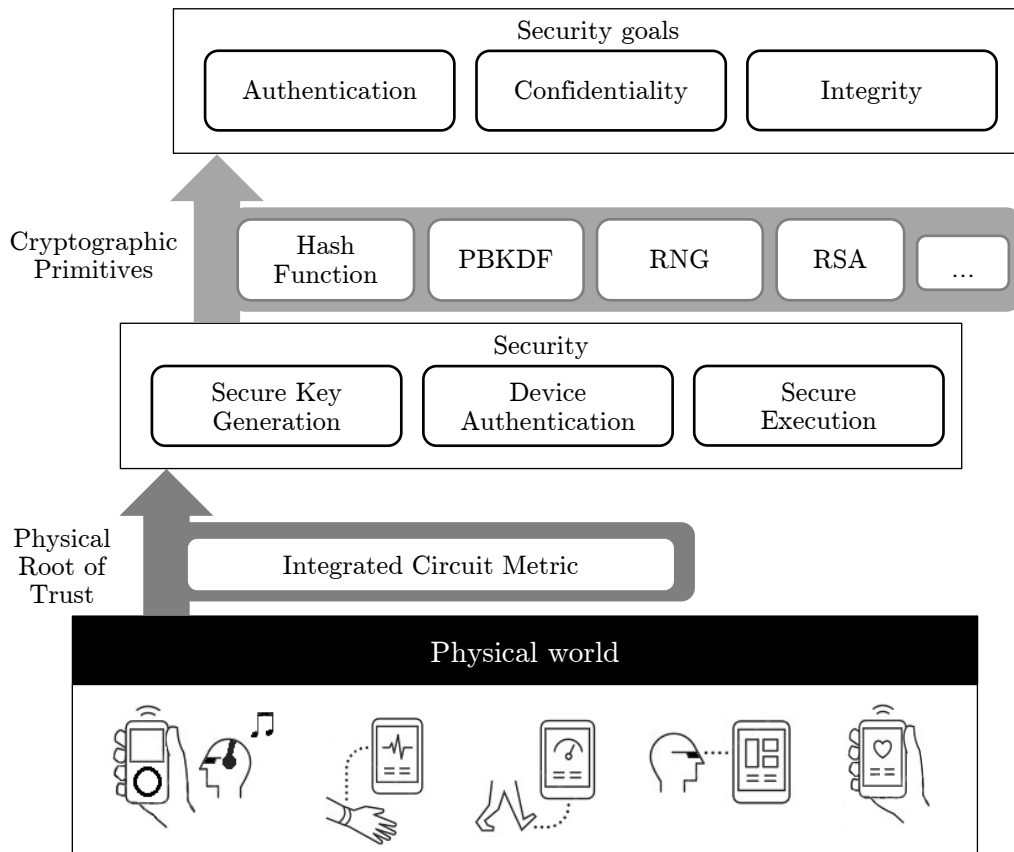 Security goals
Authentication
Confidentiality
Integrity
Cryptographic
Primitives
Hash
Function
PBKDF
RNG
RSA
...
Security
Secure Key
Generation
Device
Authentication
Secure
Execution
Physical
Root of
Trust
Integrated Circuit Metric
Physical world